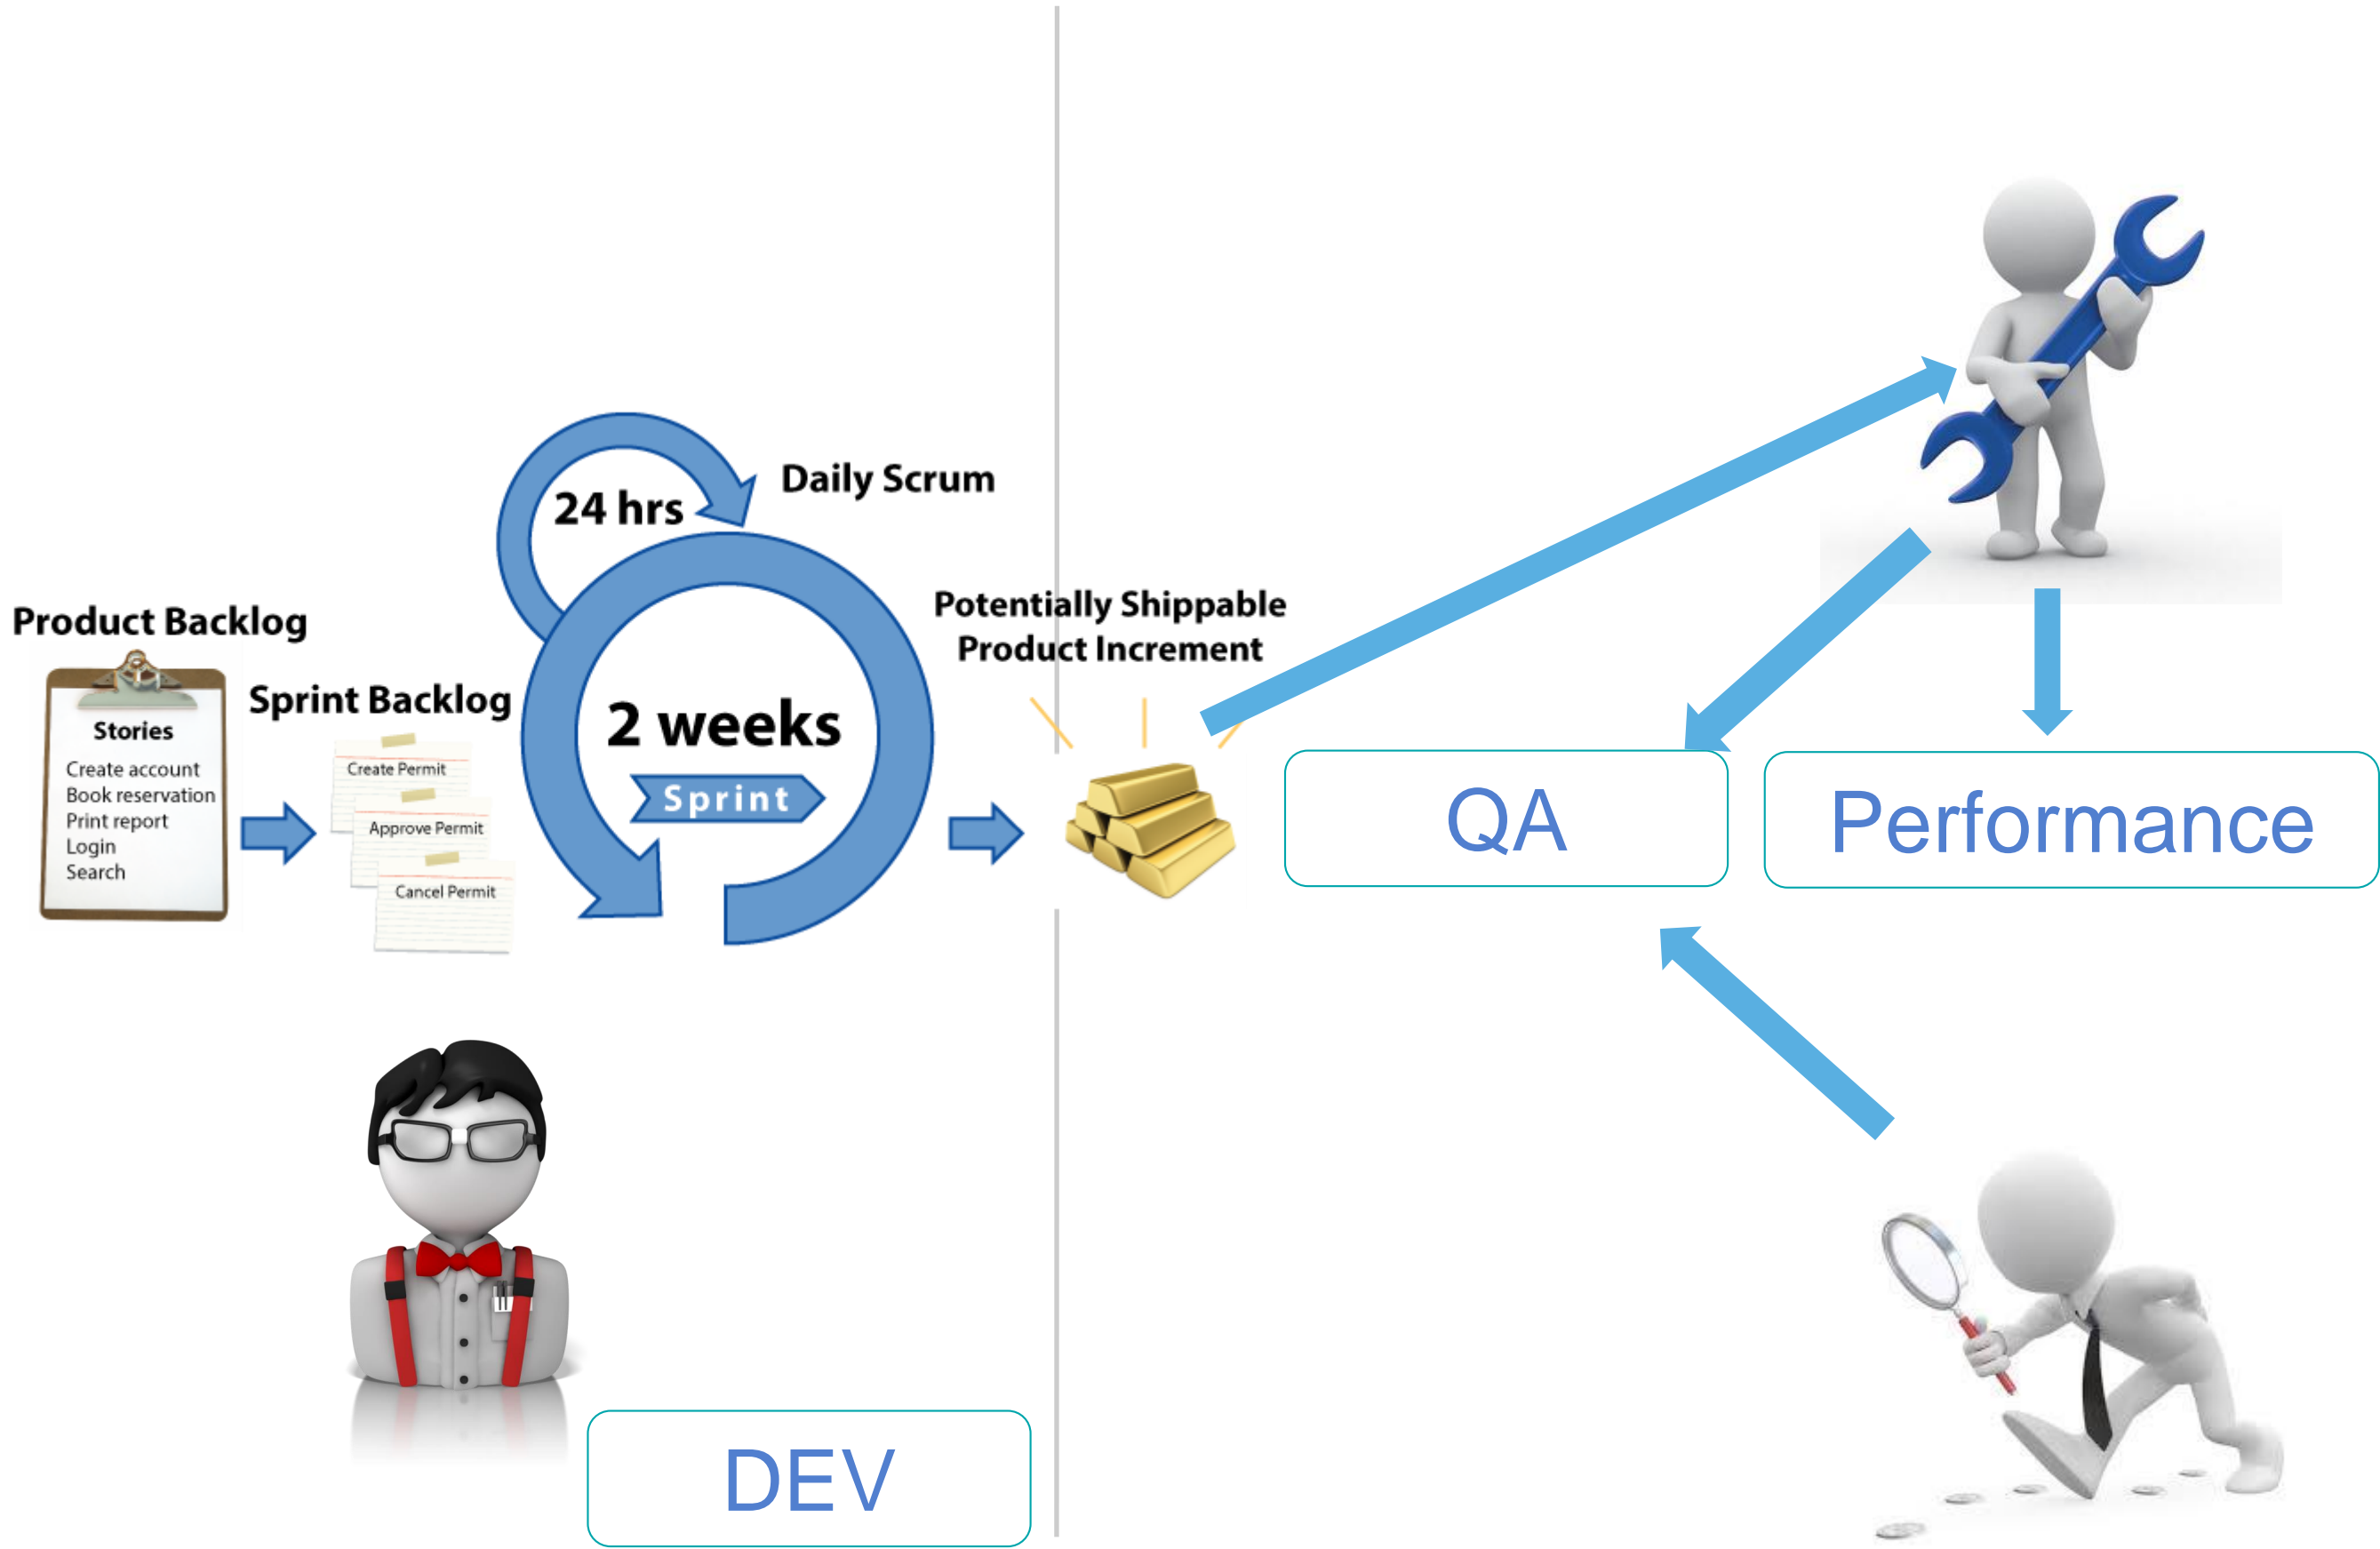 Product Backlog
Stories
Create account
Book reservation
Print report
Login
Search
Sprint Backlog
Create Permit
Approve Permit
Cancel Permit
24 hrs
Daily Scrum
2 weeks
Sprint
Potentially Shippable
Product Increment
QA
Performance
DEV